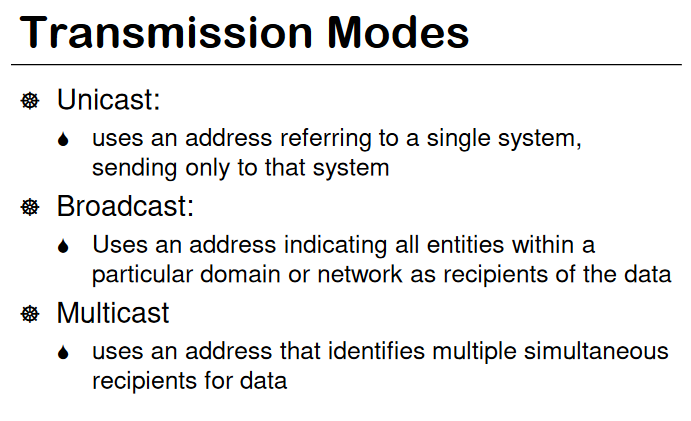 Transmission Modes
Unicast:
uses an address referring to a single system,
sending only to that system
Broadcast:
Uses an address indicating all entities within a
particular domain or network as recipients of the data
Multicast
uses an address that identifies multiple simultaneous
recipients for data